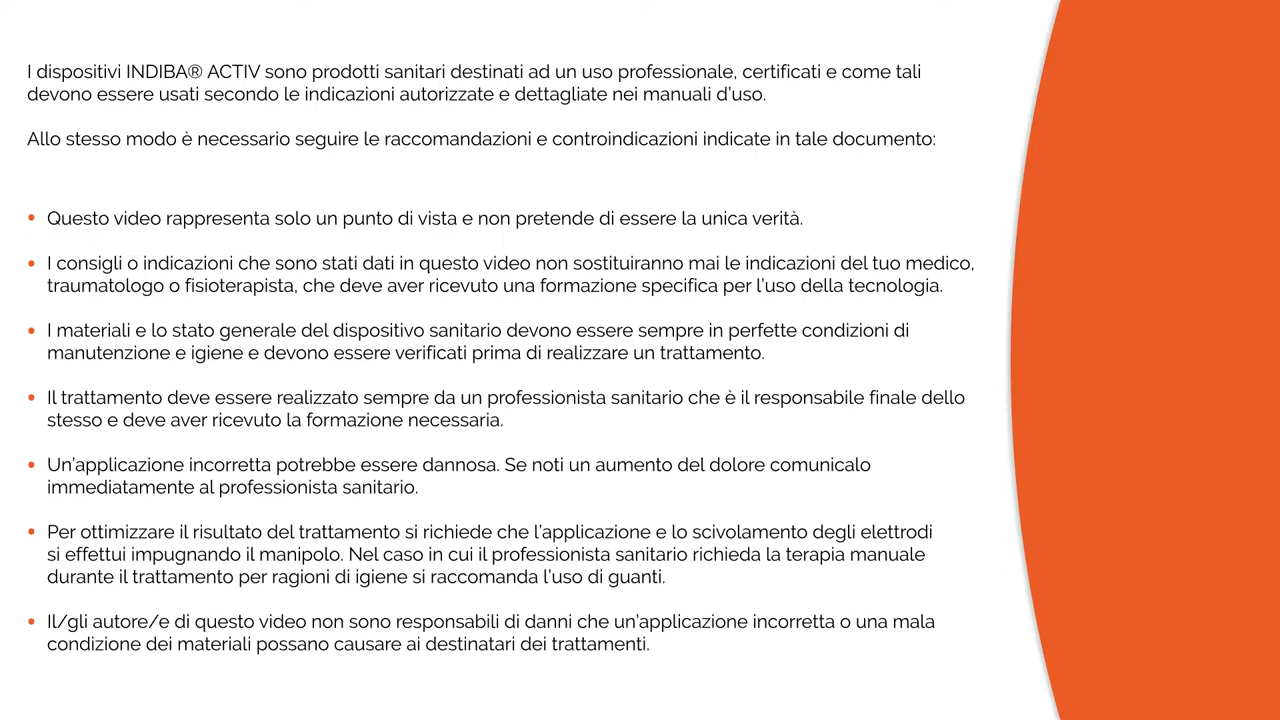 I dispositivi INDIBA® ACTIV sono prodotti sanitari destinati ad un uso professionale, certificati e come tali
devono essere usati secondo le indicazioni autorizzate e dettagliate nei manuali d'uso.
Allo stesso modo è necessario seguire le raccomandazioni e controindicazioni indicate in tale documento:
• Questo video rappresenta solo un punto di vista e non pretende di essere la unica verità.
• I consigli o indicazioni che sono stati dati in questo video non sostituiranno mai le indicazioni del tuo medico,
traumatologo o fisioterapista, che deve aver ricevuto una formazione specifica per l'uso della tecnologia.
• I materiali e lo stato generale del dispositivo sanitario devono essere sempre in perfette condizioni di
manutenzione e igiene e devono essere verificati prima di realizzare un trattamento.
• Il trattamento deve essere realizzato sempre da un professionista sanitario che è il responsabile finale dello
stesso e deve aver ricevuto la formazione necessaria.
• Un'applicazione incorretta potrebbe essere dannosa. Se noti un aumento del dolore comunicalo
immediatamente al professionista sanitario.
• Per ottimizzare il risultato del trattamento si richiede che l'applicazione e lo scivolamento degli elettrodi
si effettui impugnando il manipolo. Nel caso in cui il professionista sanitario richieda la terapia manuale
durante il trattamento per ragioni di igiene si raccomanda l'uso di guanti.
• Il/gli autore/e di questo video non sono responsabili di danni che un'applicazione incorretta o una mala
condizione dei materiali possano causare ai destinatari dei trattamenti.